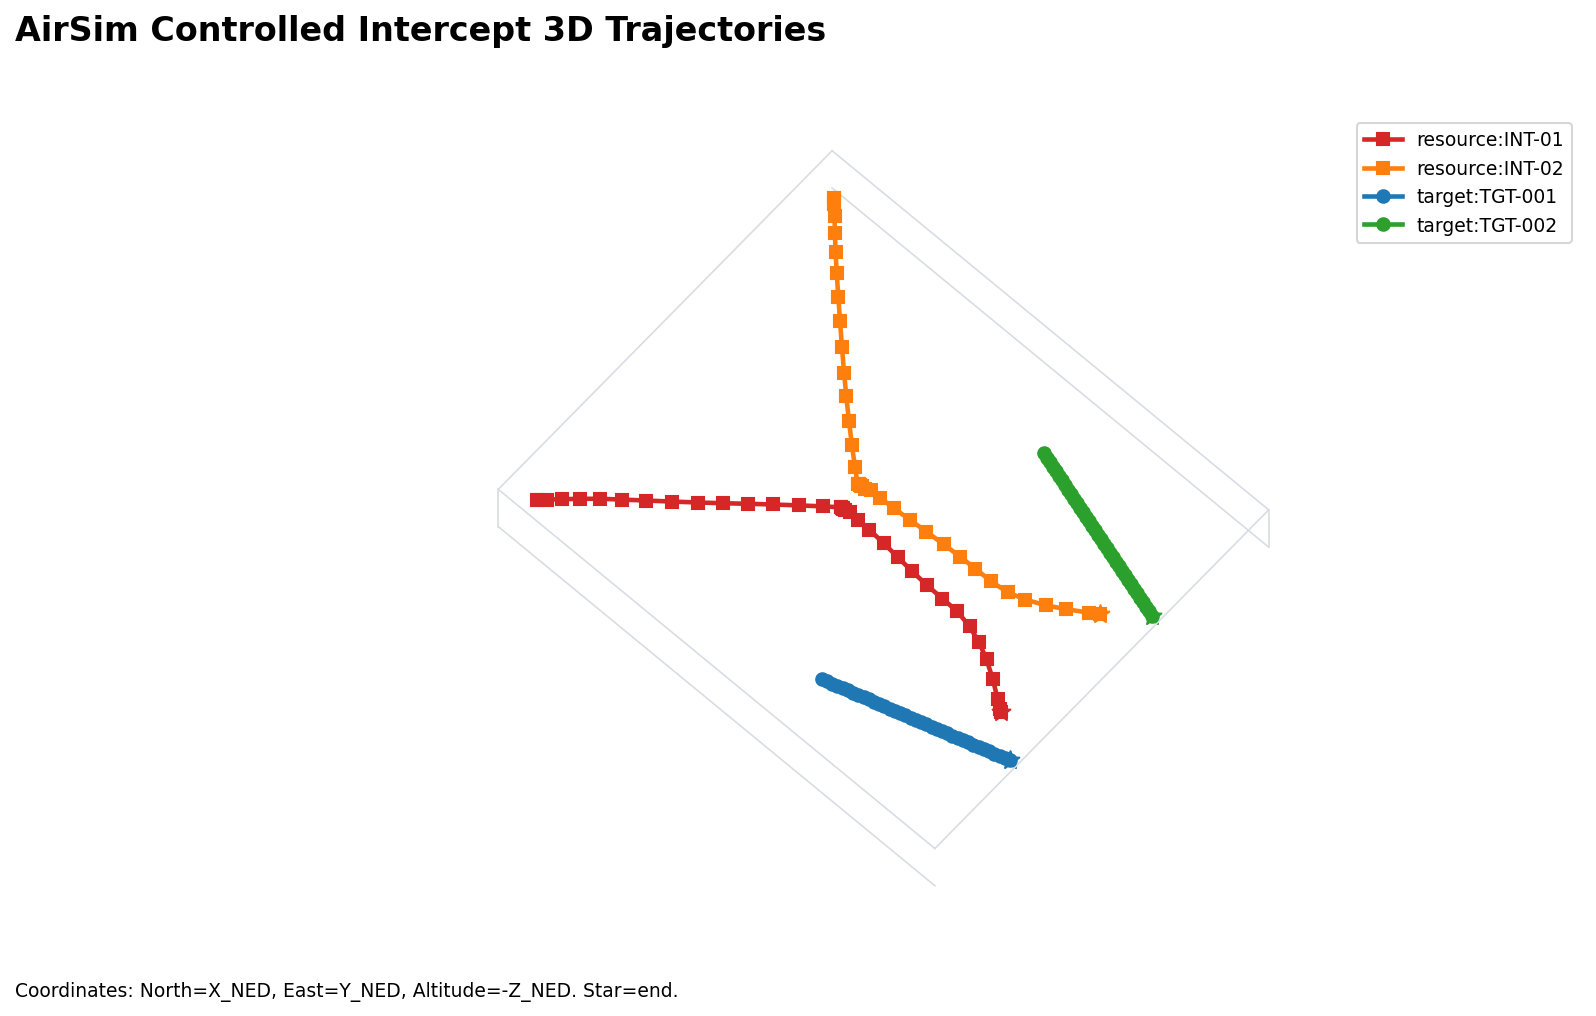 AirSim Controlled Intercept 3D Trajectories
resource:INT-01
resource:INT-02
target:TGT-001
target:TGT-002
Coordinates: North=X_NED, East=Y_NED, Altitude=-Z_NED. Star=end.